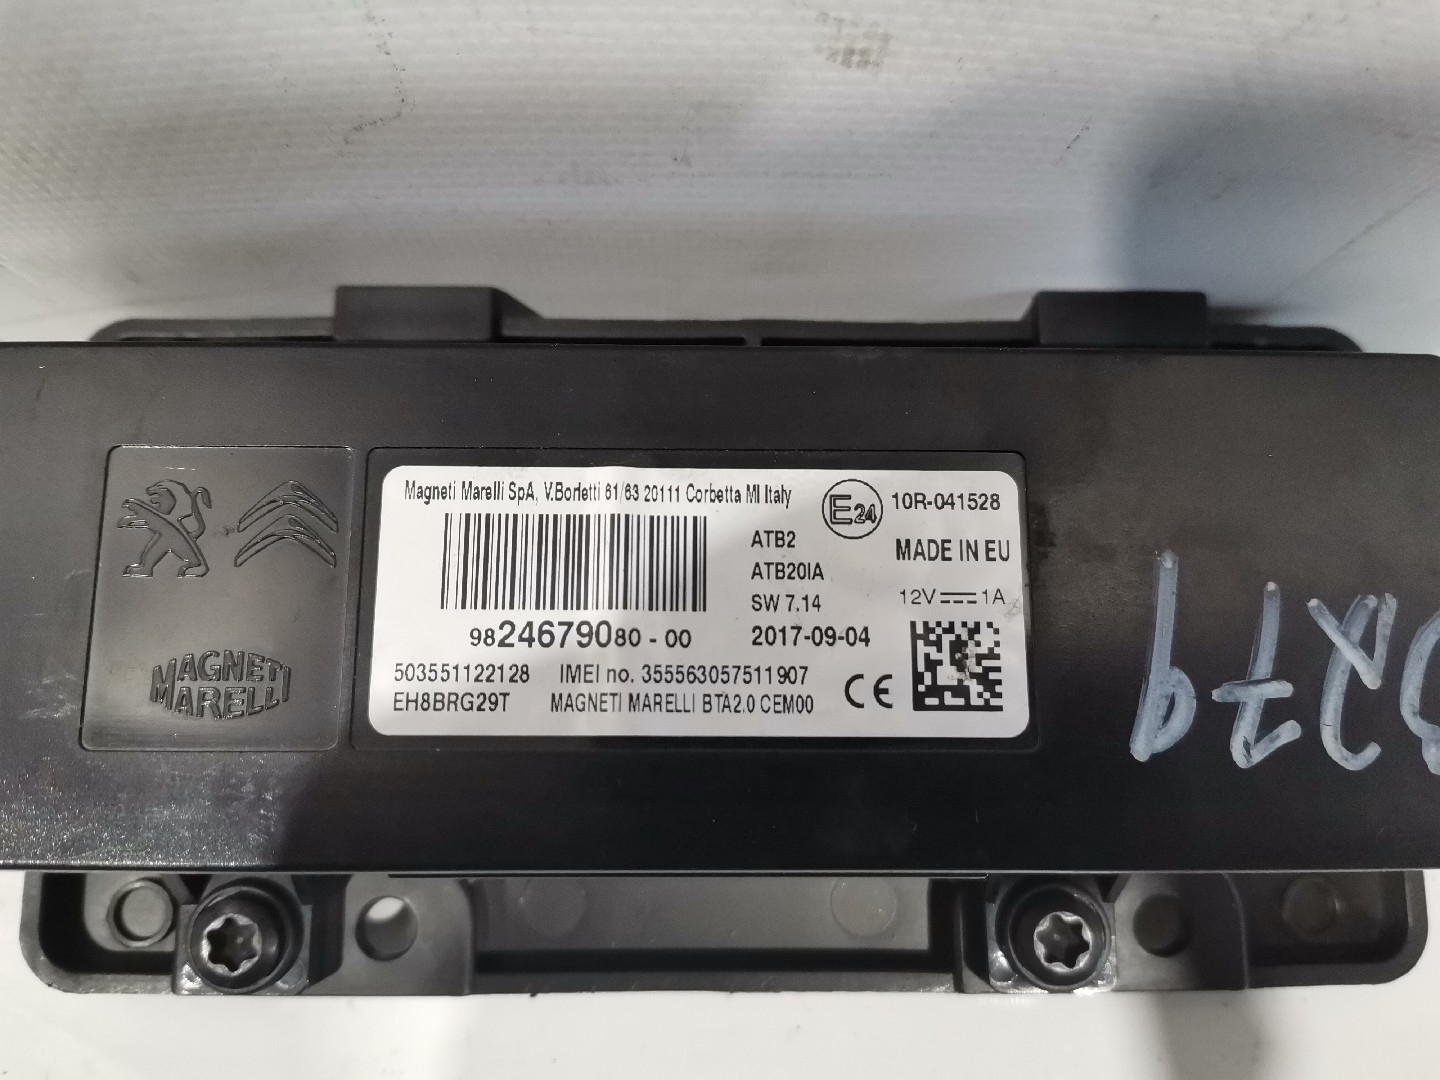 Magneti Marelli SpA, V.Borletti 61/63 20111 Corbetta MI Italy
E24
10R-041528
ATB2
MADE IN EU
ATB20IA
SW 7.14
12V 1A
9824679080-00
2017-09-04
503551122128 IMEI no. 355563057511907
EH8BRG29T MAGNETI MARELLI BTA2.0 CEM00
CE
MAGNETI
MARELLI